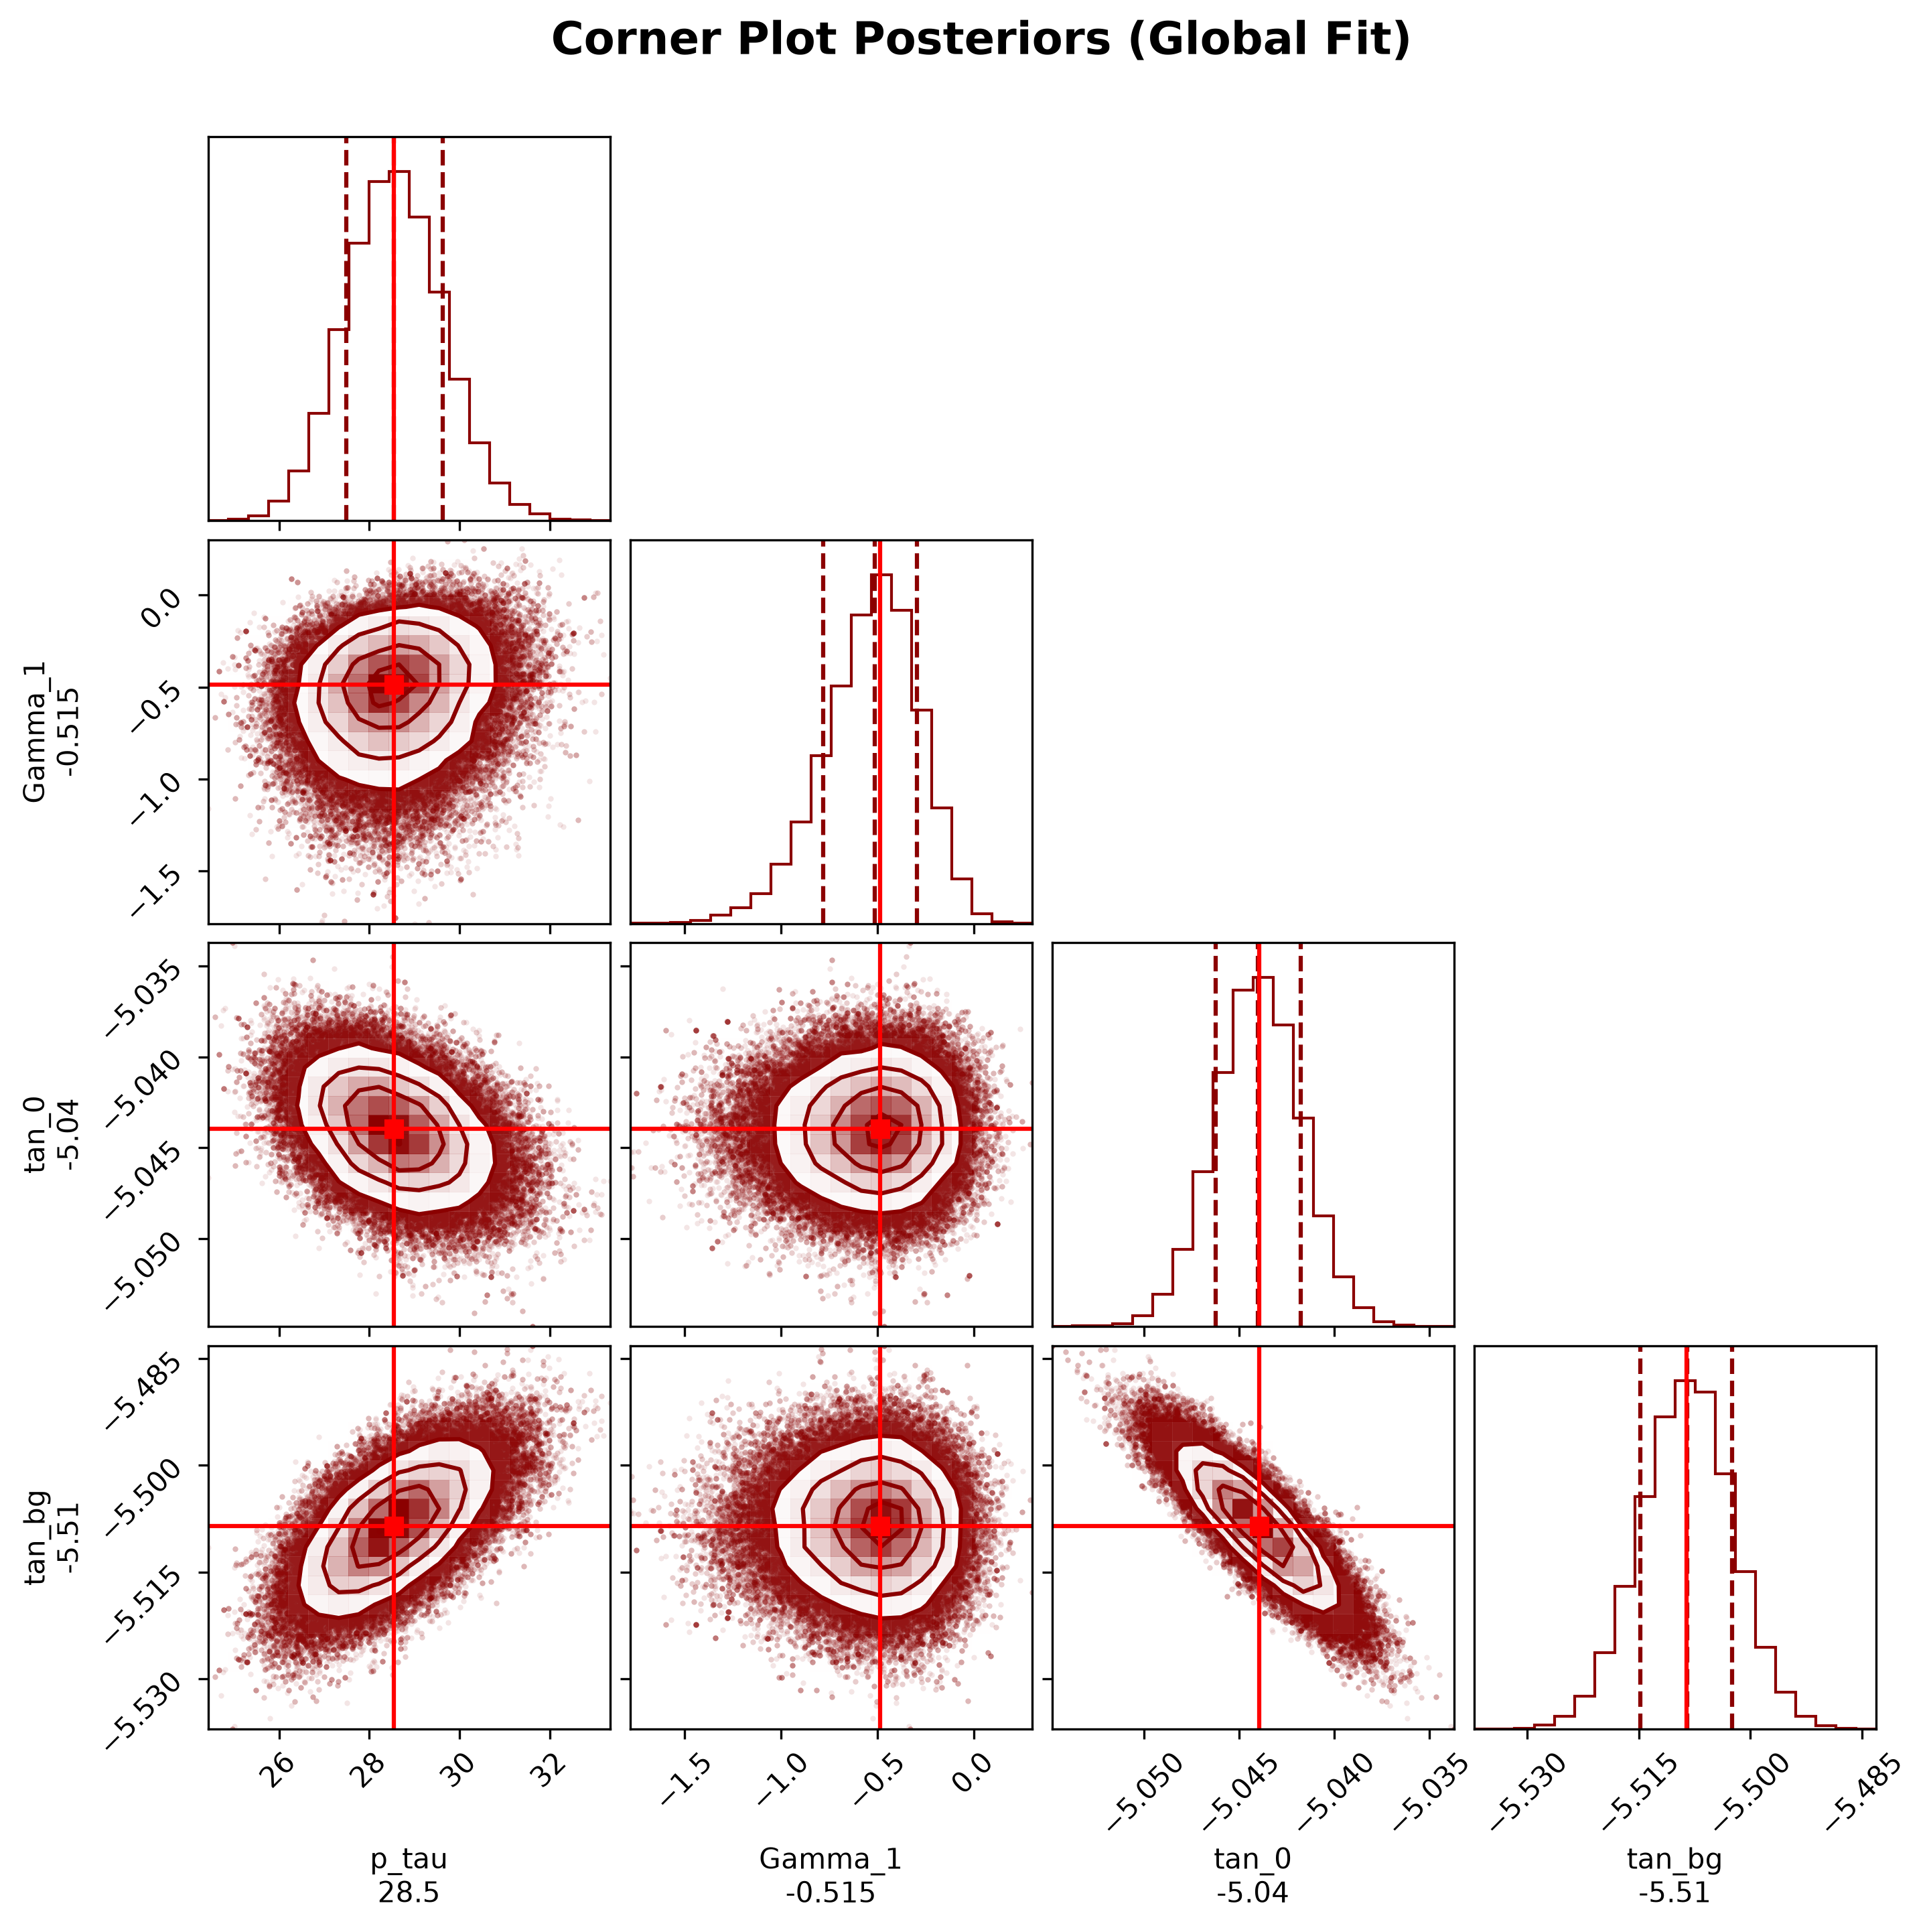 Corner Plot Posteriors (Global Fit)
0.0
−0.5
−1.0
−1.5
Gamma_1
-0.515
−5.035
−5.040
−5.045
−5.050
tan_0
-5.04
−5.485
−5.500
−5.515
−5.530
tan_bg
-5.51
26 28 30 32
−1.5 −1.0 −0.5 0.0
−5.050 −5.045 −5.040 −5.035
−5.530 −5.515 −5.500 −5.485
p_tau
28.5
Gamma_1
-0.515
tan_0
-5.04
tan_bg
-5.51